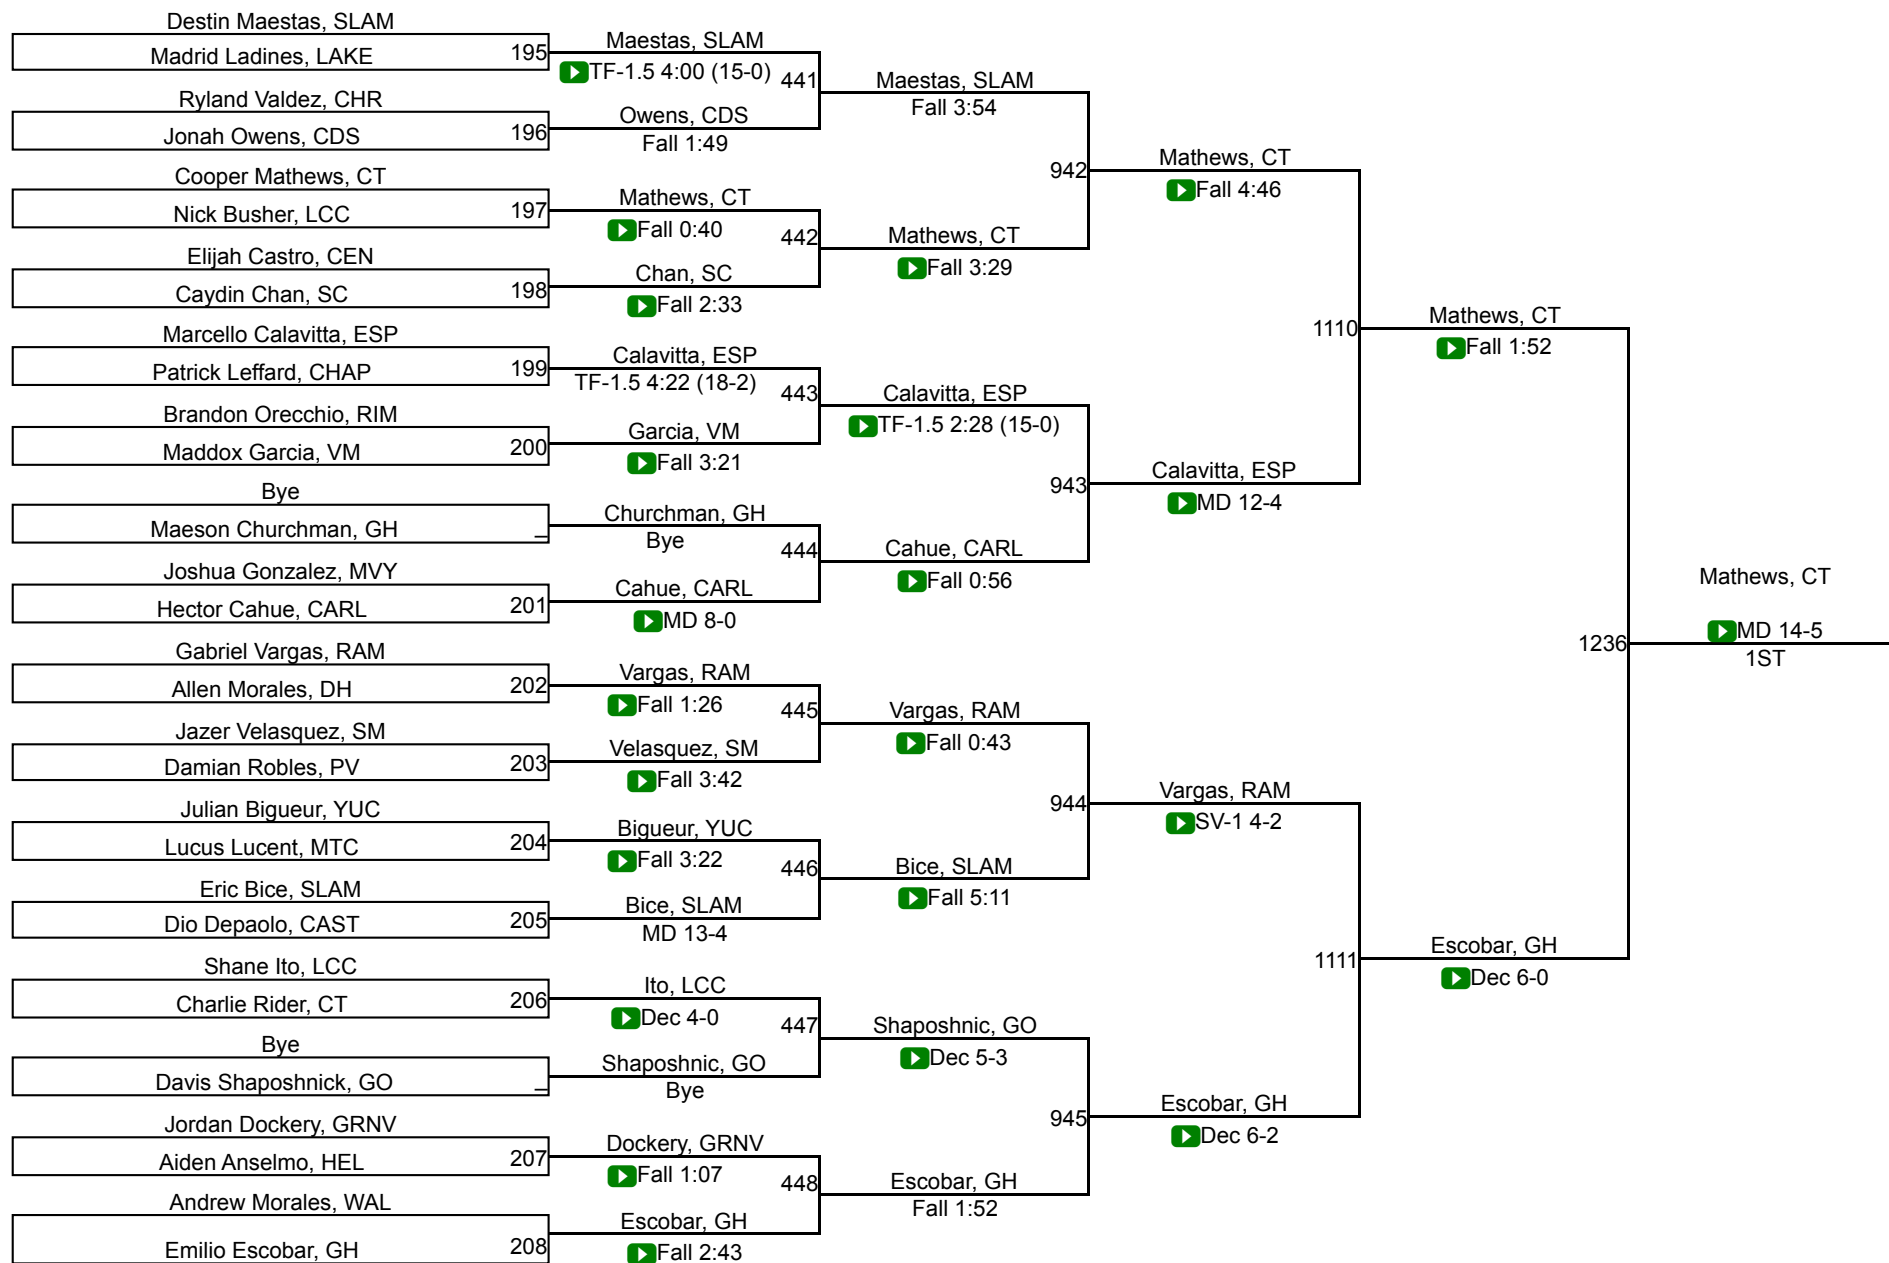 Destin Maestas, SLAM
Madrid Ladines, LAKE
195
Ryland Valdez, CHR
Jonah Owens, CDS
196
Cooper Mathews, CT
Nick Busher, LCC
197
Elijah Castro, CEN
Caydin Chan, SC
198
Marcello Calavitta, ESP
Patrick Leffard, CHAP
199
Brandon Orecchio, RIM
Maddox Garcia, VM
200
Bye
Maeson Churchman, GH
_
Joshua Gonzalez, MVY
Hector Cahue, CARL
201
Gabriel Vargas, RAM
Allen Morales, DH
202
Jazer Velasquez, SM
Damian Robles, PV
203
Julian Bigueur, YUC
Lucus Lucent, MTC
204
Eric Bice, SLAM
Dio Depaolo, CAST
205
Shane Ito, LCC
Charlie Rider, CT
206
Bye
Davis Shaposhnick, GO
_
Jordan Dockery, GRNV
Aiden Anselmo, HEL
207
Andrew Morales, WAL
Emilio Escobar, GH
208
Maestas, SLAM
TF-1.5 4:00 (15-0)
441
Owens, CDS
Fall 1:49
Mathews, CT
Fall 0:40
442
Chan, SC
Fall 2:33
Calavitta, ESP
TF-1.5 4:22 (18-2)
443
Garcia, VM
Fall 3:21
Churchman, GH
Bye
444
Cahue, CARL
MD 8-0
Vargas, RAM
Fall 1:26
445
Velasquez, SM
Fall 3:42
Bigueur, YUC
Fall 3:22
446
Bice, SLAM
MD 13-4
Ito, LCC
Dec 4-0
447
Shaposhnic, GO
Bye
Dockery, GRNV
Fall 1:07
448
Escobar, GH
Fall 2:43
Maestas, SLAM
Fall 3:54
942
Mathews, CT
Fall 3:29
Calavitta, ESP
TF-1.5 2:28 (15-0)
943
Cahue, CARL
Fall 0:56
Vargas, RAM
Fall 0:43
944
Bice, SLAM
Fall 5:11
Shaposhnic, GO
Dec 5-3
945
Escobar, GH
Fall 1:52
Mathews, CT
Fall 4:46
1110
Calavitta, ESP
MD 12-4
Vargas, RAM
SV-1 4-2
1111
Escobar, GH
Dec 6-2
Mathews, CT
Fall 1:52
1236
Escobar, GH
Dec 6-0
Mathews, CT
MD 14-5
1ST